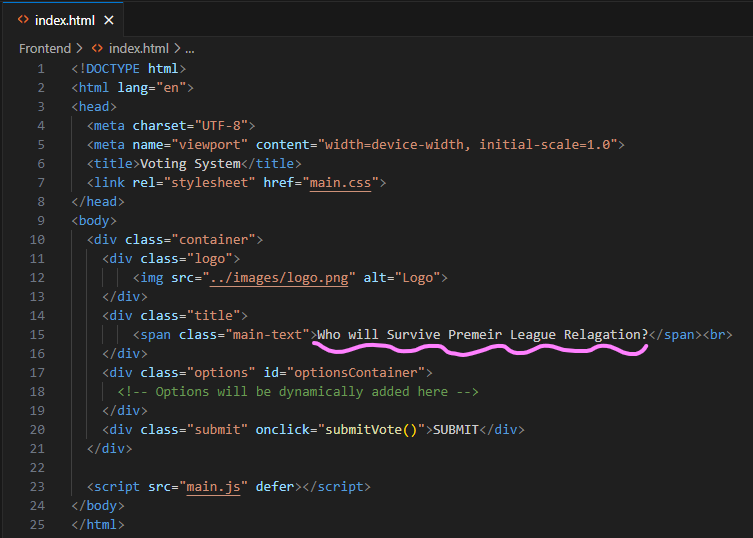 index.html
Frontend > index.html > ...
1 <!DOCTYPE html>
2 <html lang="en">
3 <head>
4 <meta charset="UTF-8">
5 <meta name="viewport" content="width=device-width, initial-scale=1.0">
6 <title>Voting System</title>
7 <link rel="stylesheet" href="main.css">
8 </head>
9 <body>
10 <div class="container">
11 <div class="logo">
12 <img src="../images/logo.png" alt="Logo">
13 </div>
14 <div class="title">
15 <span class="main-text">Who will Survive Premeir League Relagation?</span><br>
16 </div>
17 <div class="options" id="optionsContainer">
18 <!-- Options will be dynamically added here -->
19 </div>
20 <div class="submit" onclick="submitVote()">SUBMIT</div>
21 </div>
22
23 <script src="main.js" defer></script>
24 </body>
25 </html>